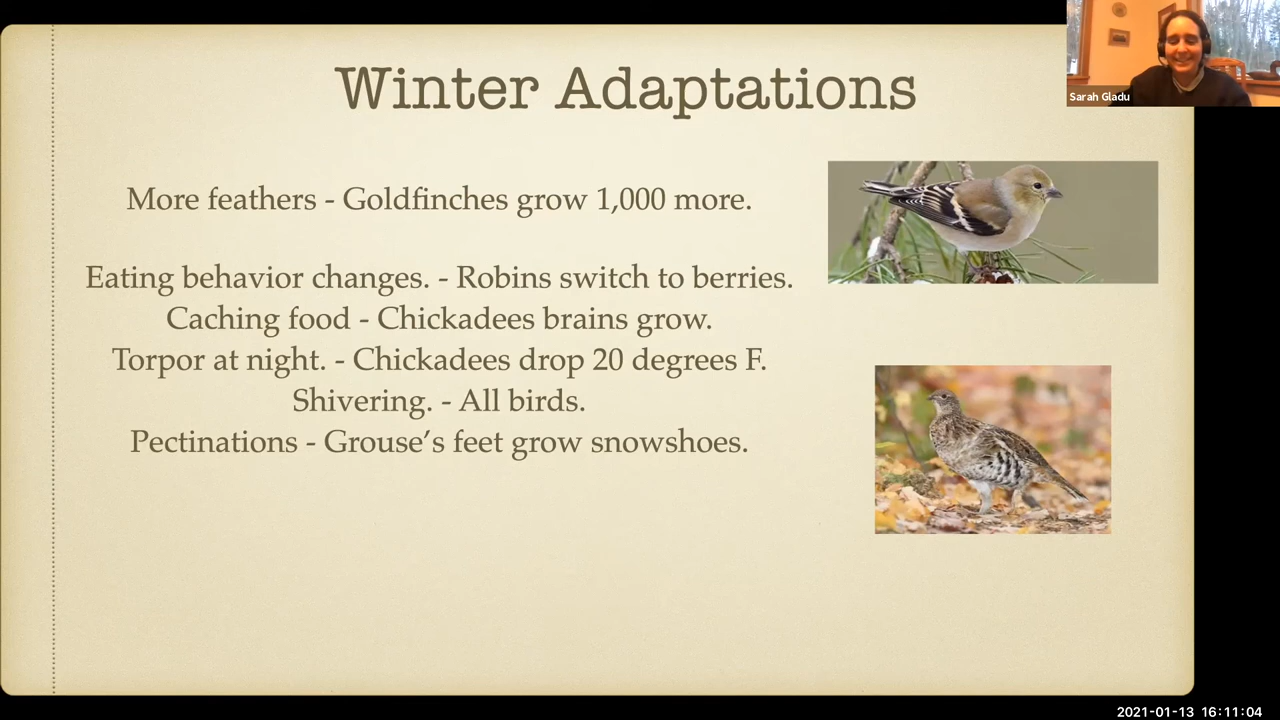 Winter Adaptations
Sarah Gladu
More feathers - Goldfinches grow 1,000 more.
Eating behavior changes. - Robins switch to berries.
Caching food - Chickadees brains grow.
Torpor at night. - Chickadees drop 20 degrees F.
Shivering. - All birds.
Pectinations - Grouse’s feet grow snowshoes.
2021-01-13 16:11:04